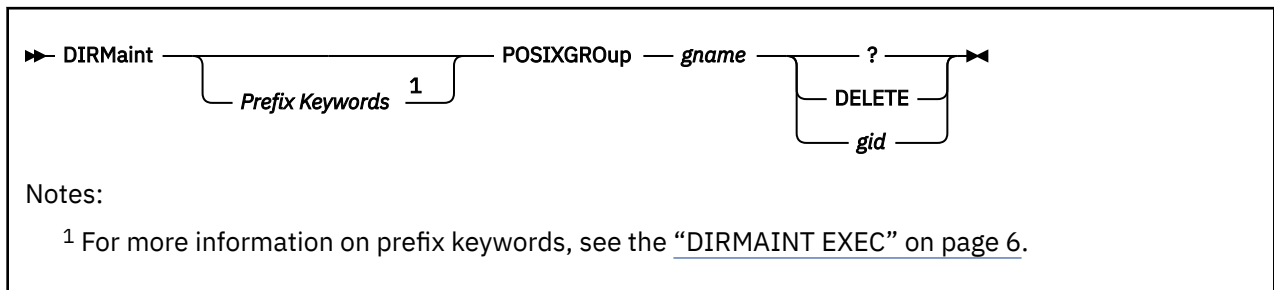 DIRMaint Prefix Keywords 1 POSIXGROup gname ?
DELETE
gid
Notes:
1 For more information on prefix keywords, see the “DIRMAINT EXEC” on page 6.